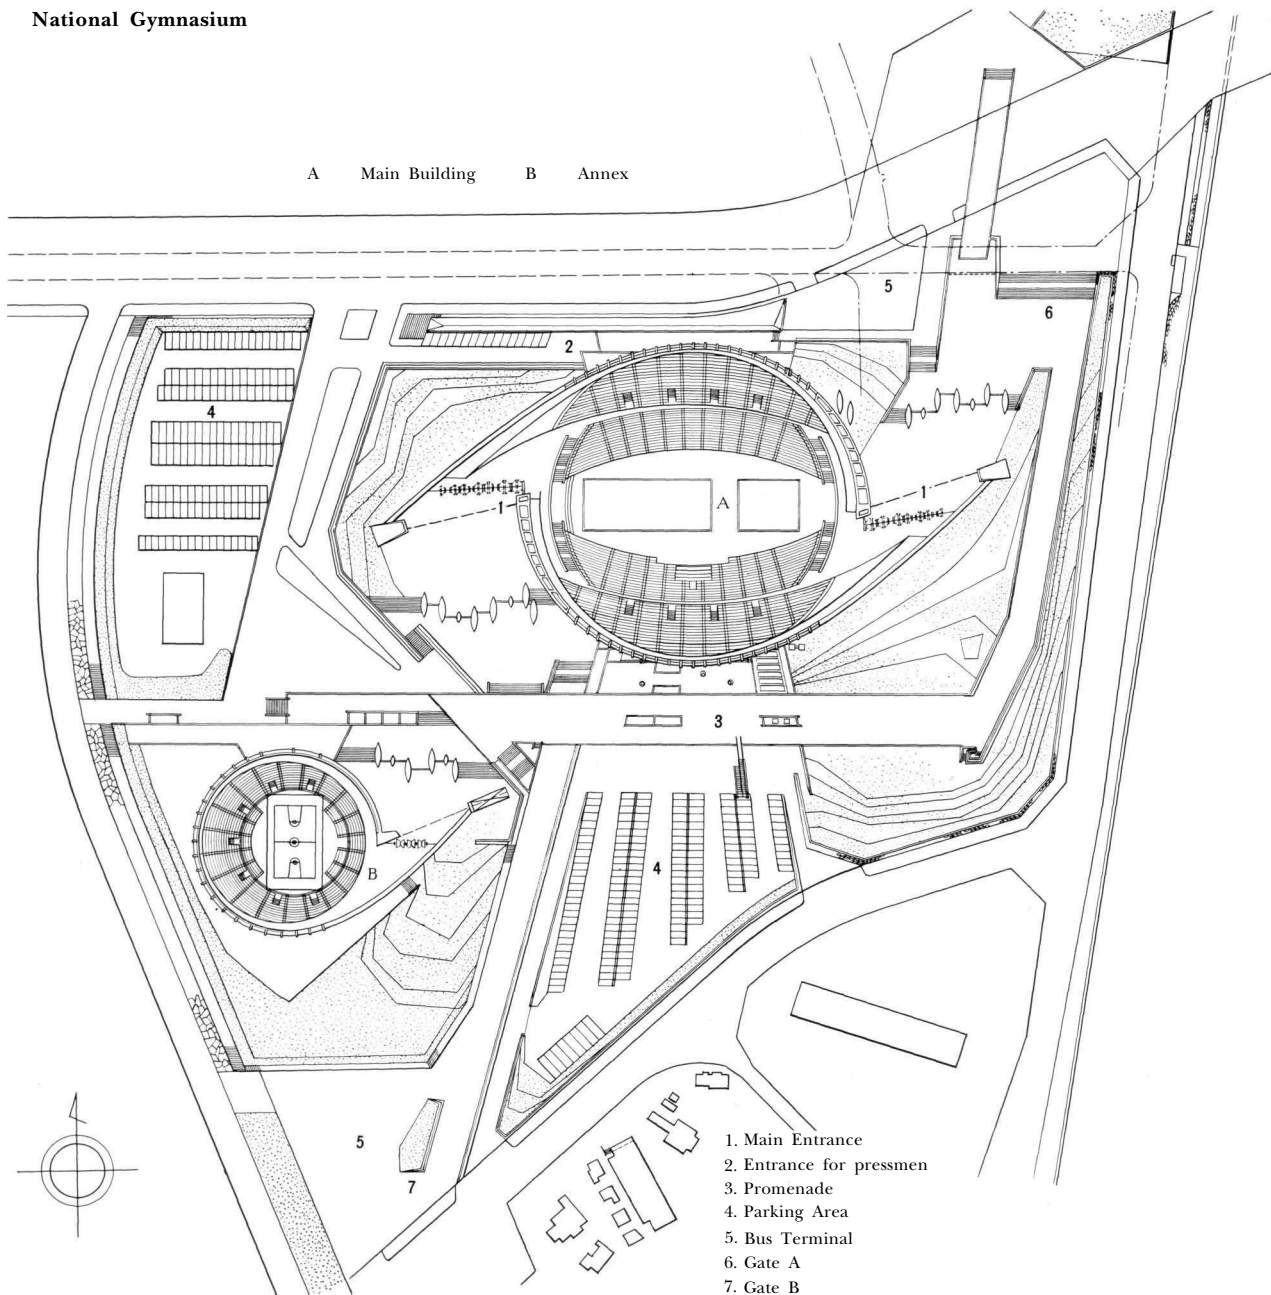 National Gymnasium
A Main Building B Annex
5
6
2
4
1
1
A
3
B
4
5
7
1. Main Entrance
2. Entrance for pressmen
3. Promenade
4. Parking Area
5. Bus Terminal
6. Gate A
7. Gate B